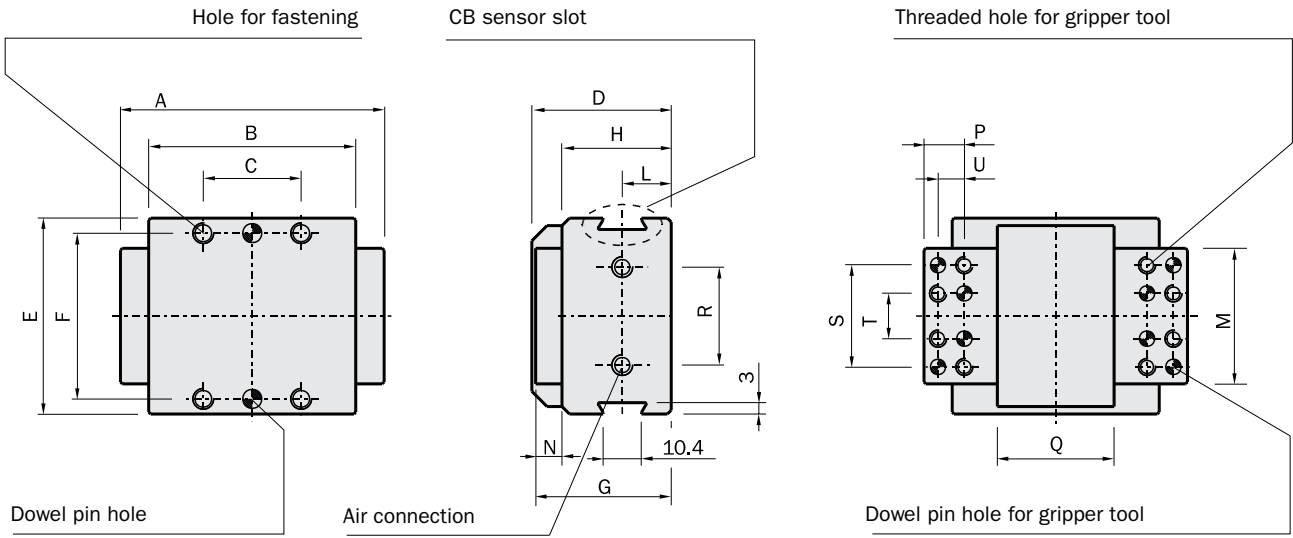 Hole for fastening
CB sensor slot
Threaded hole for gripper tool
A
B
C
D
H
L
P
U
E
F
R
S
T
M
3
N
10.4
G
Q
Dowel pin hole
Air connection
Dowel pin hole for gripper tool